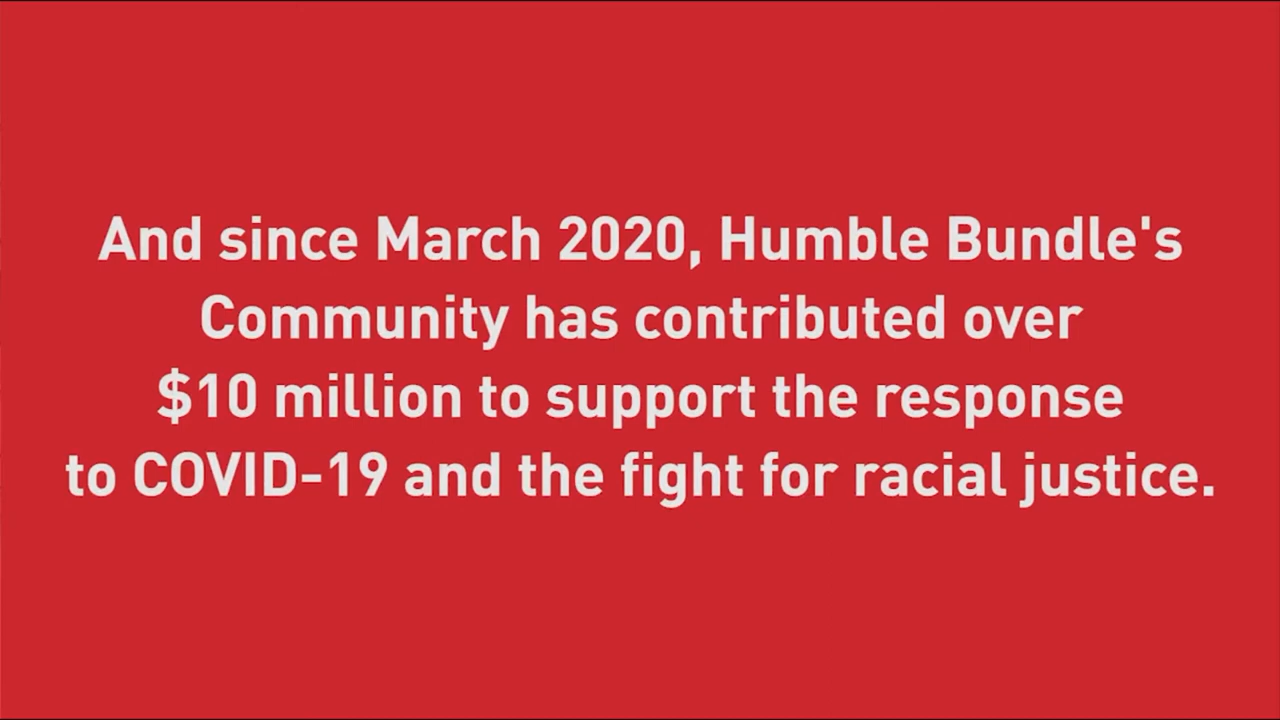 And since March 2020, Humble Bundle's
Community has contributed over
$10 million to support the response
to COVID-19 and the fight for racial justice.